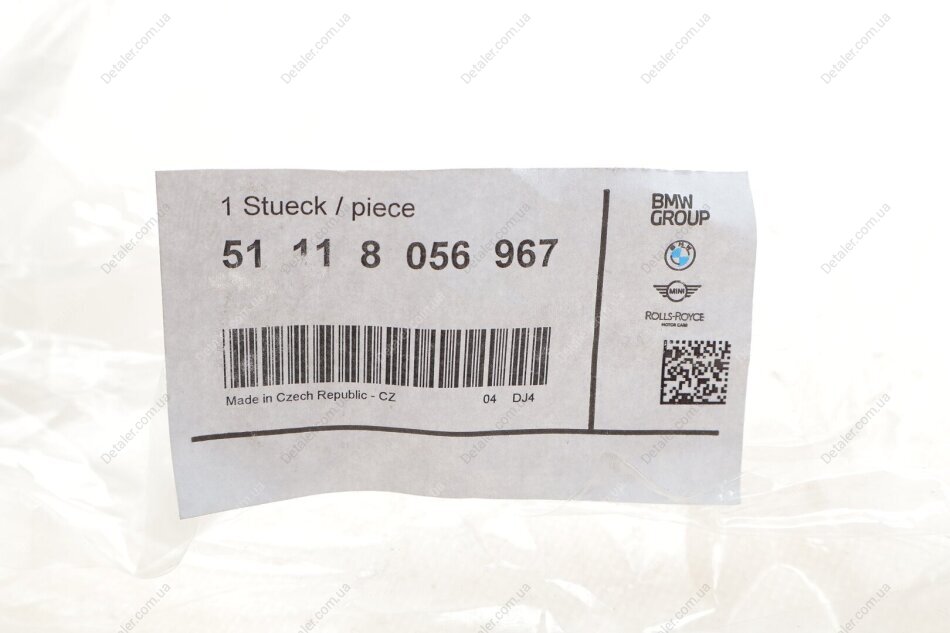 1 Stueck / piece
51 11 8 056 967
Made in Czech Republic - CZ 04 DJ4
BMW
GROUP
MINI
ROLLS-ROYCE
MOTOR CARS
Detaler.com.ua